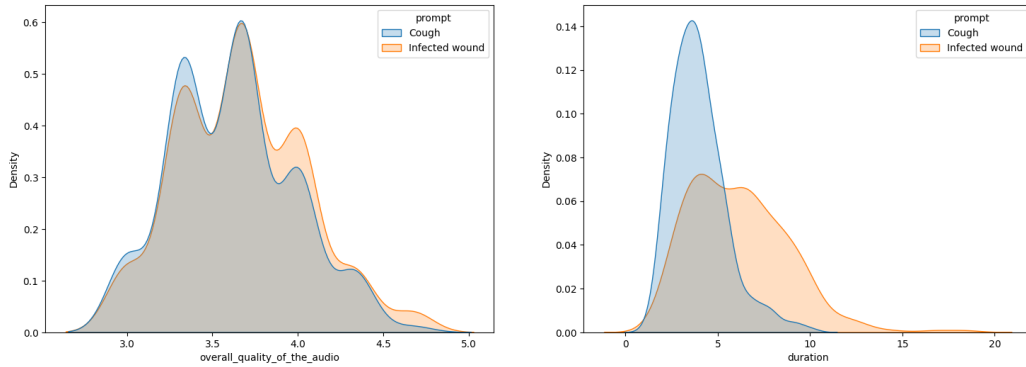 prompt
Cough
Infected wound
0.6
0.5
0.4
0.3
0.2
0.1
0.0
Density
3.0 3.5 4.0 4.5 5.0
overall_quality_of_the_audio
prompt
Cough
Infected wound
0.14
0.12
0.10
0.08
0.06
0.04
0.02
0.00
Density
0 5 10 15 20
duration